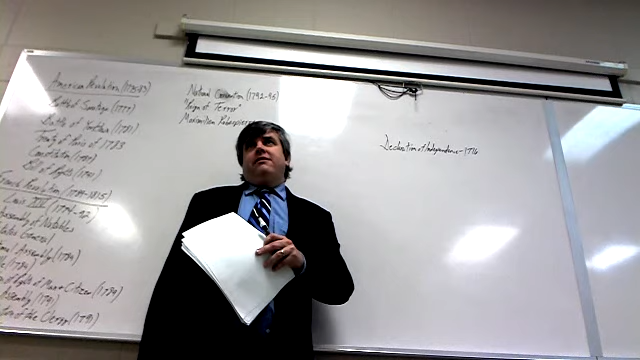 American Revolution (1775-83)
Battle of Saratoga (1777)
Battle of Yorktown (1781)
Treaty of Paris of 1783
Constitution (1787)
Bill of Rights (1791)
French Revolution (1789-1815)
Louis XVI (1774-92)
Assembly of Notables
Estates General
Assembly (1789)
of Man + Citizen (1789)
Assembly (1791)
of the Clergy (1791)
National Convention (1792-95)
"Reign of Terror"
Maximilien Robespierre
Declaration of Independence - 1776